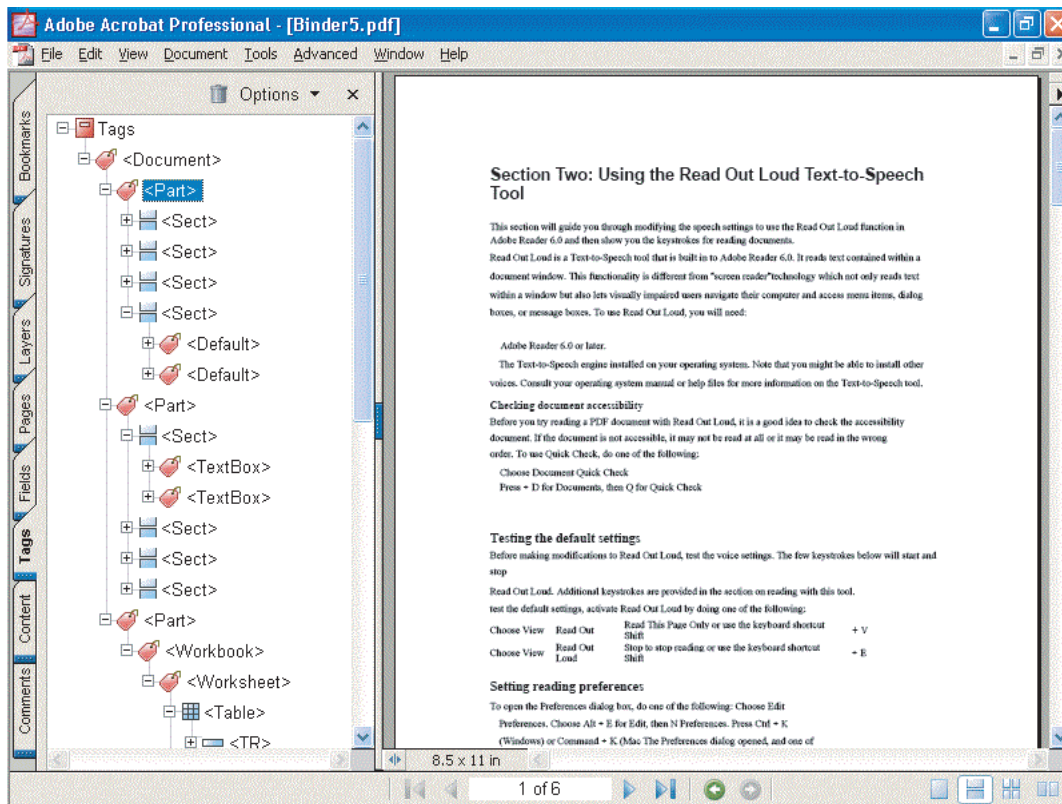 Adobe Acrobat Professional - [Binder5.pdf]
File Edit View Document Tools Advanced Window Help
Options
Bookmarks
Signatures
Layers
Pages
Fields
Tags
Content
Comments
Tags
<Document>
<Part>
<Sect>
<Sect>
<Sect>
<Sect>
<Default>
<Default>
<Part>
<Sect>
<TextBox>
<TextBox>
<Sect>
<Sect>
<Sect>
<Part>
<Workbook>
<Worksheet>
<Table>
<TR>
Section Two: Using the Read Out Loud Text-to-Speech
Tool
This section will guide you through modifying the speech settings to use the Read Out Loud function in
Adobe Reader 6.0 and then show you the keystrokes for reading documents.
Read Out Loud is a Text-to-Speech tool that is built in to Adobe Reader 6.0. It reads text contained within a
document window. This functionality is different from "screen reader"technology which not only reads text
within a window but also lets visually impaired users navigate their computer and access menu items, dialog
boxes, or message boxes. To use Read Out Loud, you will need:
Adobe Reader 6.0 or later.
The Text-to-Speech engine installed on your operating system. Note that you might be able to install other
voices. Consult your operating system manual or help files for more information on the Text-to-Speech tool.
Checking document accessibility
Before you try reading a PDF document with Read Out Loud, it is a good idea to check the accessibility
document. If the document is not accessible, it may not be read at all or it may be read in the wrong
order. To use Quick Check, do one of the following:
Choose Document Quick Check
Press + D for Documents, then Q for Quick Check
Testing the default settings
Before making modifications to Read Out Loud, test the voice settings. The few keystrokes below will start and
stop
Read Out Loud. Additional keystrokes are provided in the section on reading with this tool.
test the default settings, activate Read Out Loud by doing one of the following:
Choose View Read Out Read This Page Only or use the keyboard shortcut + V
Shift
Choose View Read Out Stop to stop reading or use the keyboard shortcut + E
Loud Shift
Setting reading preferences
To open the Preferences dialog box, do one of the following: Choose Edit
Preferences. Choose Alt + E for Edit, then N Preferences. Press Ctrl + K
(Windows) or Command + K (Mac The Preferences dialog opened, and one of
8.5 x 11 in
1 of 6